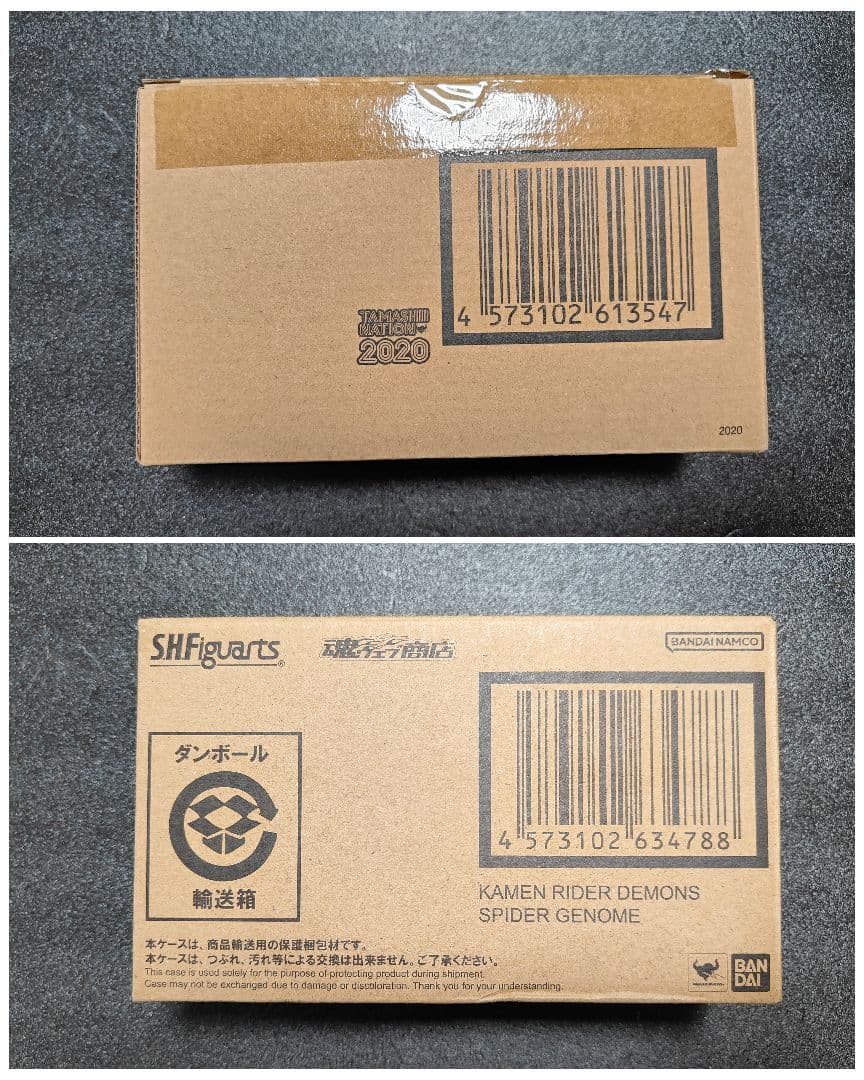 4 573102 613547
TAMASHII
NATION
2020
2020
S.H.Figuarts®
魂ウェブ商店
BANDAI NAMCO
ダンボール
輸送箱
4 573102 634788
KAMEN RIDER DEMONS
SPIDER GENOME
本ケースは、商品輸送用の保護梱包材です。
本ケースは、つぶれ、汚れ等による交換は出来ません。ご了承ください。
This case is used solely for the purpose of protecting product during shipment.
Case may not be exchanged due to damage or discoloration. Thank you for your understanding.
BAN
DAI